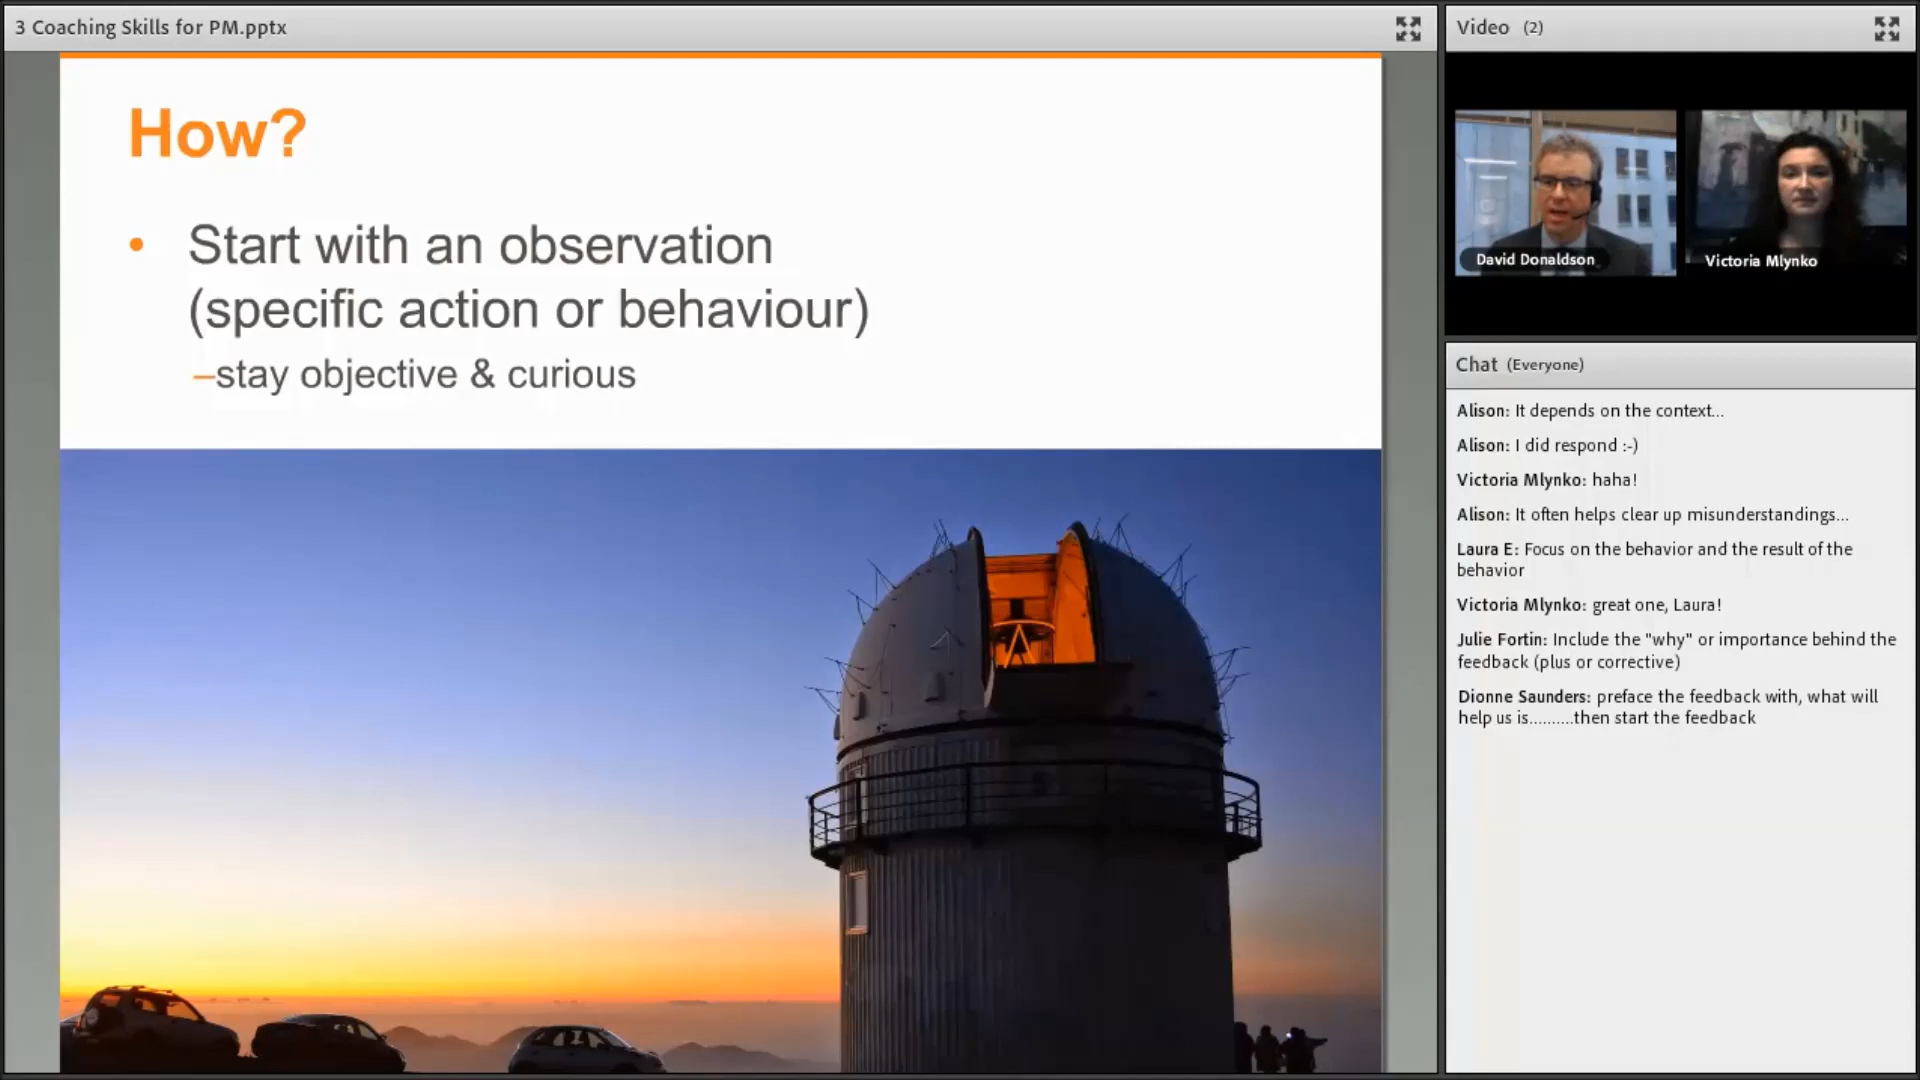 3 Coaching Skills for PM.pptx
How?
• Start with an observation
(specific action or behaviour)
–stay objective & curious
Video (2)
David Donaldson
Victoria Mlynko
Chat (Everyone)
Alison: It depends on the context...
Alison: I did respond :-)
Victoria Mlynko: haha!
Alison: It often helps clear up misunderstandings...
Laura E: Focus on the behavior and the result of the
behavior
Victoria Mlynko: great one, Laura!
Julie Fortin: Include the "why" or importance behind the
feedback (plus or corrective)
Dionne Saunders: preface the feedback with, what will
help us is.........then start the feedback